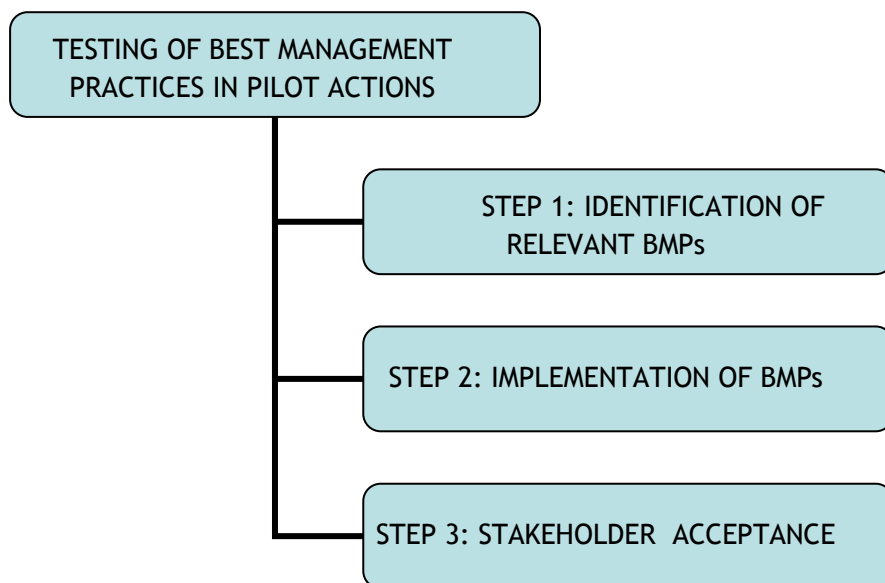 TESTING OF BEST MANAGEMENT
PRACTICES IN PILOT ACTIONS
STEP 1: IDENTIFICATION OF
RELEVANT BMPs
STEP 2: IMPLEMENTATION OF BMPs
STEP 3: STAKEHOLDER ACCEPTANCE